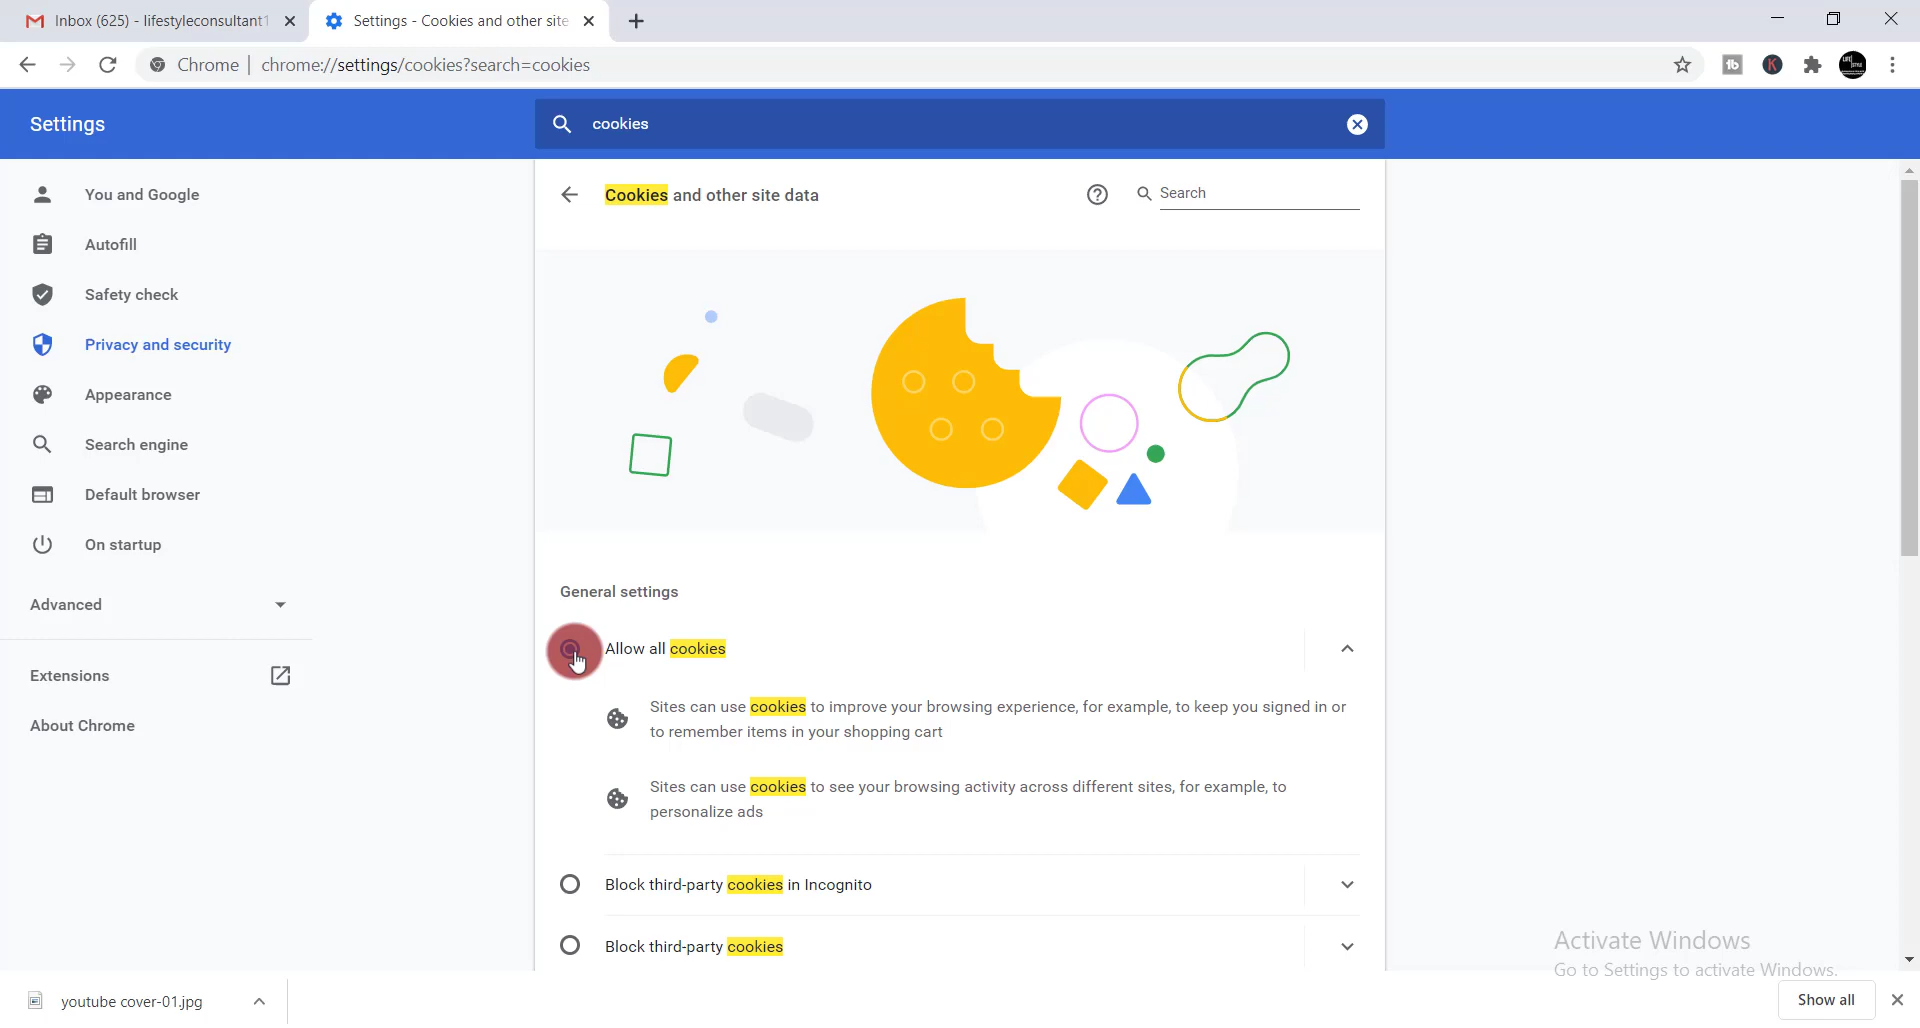 Inbox (625) - lifestyleconsultant1
Settings - Cookies and other site
Chrome | chrome://settings/cookies?search=cookies
Settings
cookies
You and Google
Autofill
Safety check
Privacy and security
Appearance
Search engine
Default browser
On startup
Advanced
Extensions
About Chrome
Cookies and other site data
Search
General settings
Allow all cookies
Sites can use cookies to improve your browsing experience, for example, to keep you signed in or
to remember items in your shopping cart
Sites can use cookies to see your browsing activity across different sites, for example, to
personalize ads
Block third-party cookies in Incognito
Block third-party cookies
Activate Windows
Go to Settings to activate Windows.
youtube cover-01.jpg
Show all